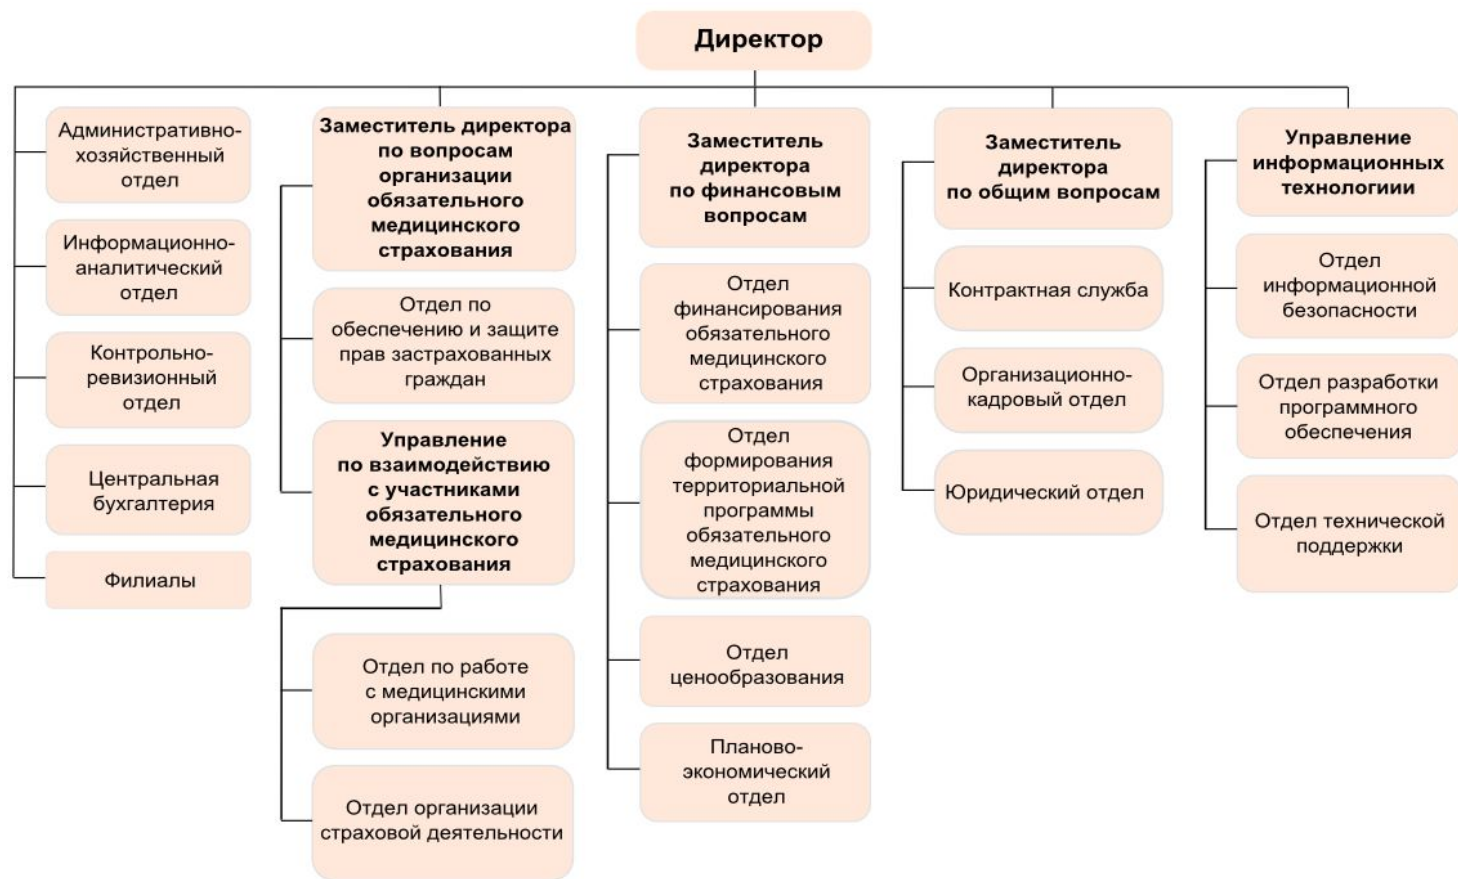 Директор
Административно-
хозяйственный
отдел
Информационно-
аналитический
отдел
Контрольно-
ревизионный
отдел
Центральная
бухгалтерия
Филиалы
Заместитель директора
по вопросам
организации
обязательного
медицинского
страхования
Отдел по
обеспечению и защите
прав застрахованных
граждан
Управление
по взаимодействию
с участниками
обязательного
медицинского
страхования
Отдел по работе
с медицинскими
организациями
Отдел организации
страховой деятельности
Заместитель
директора
по финансовым
вопросам
Отдел
финансирования
обязательного
медицинского
страхования
Отдел
формирования
территориальной
программы
обязательного
медицинского
страхования
Отдел
ценообразования
Планово-
экономический
отдел
Заместитель
директора
по общим вопросам
Контрактная служба
Организационно-
кадровый отдел
Юридический отдел
Управление
информационных
технологиии
Отдел
информационной
безопасности
Отдел разработки
программного
обеспечения
Отдел технической
поддержки